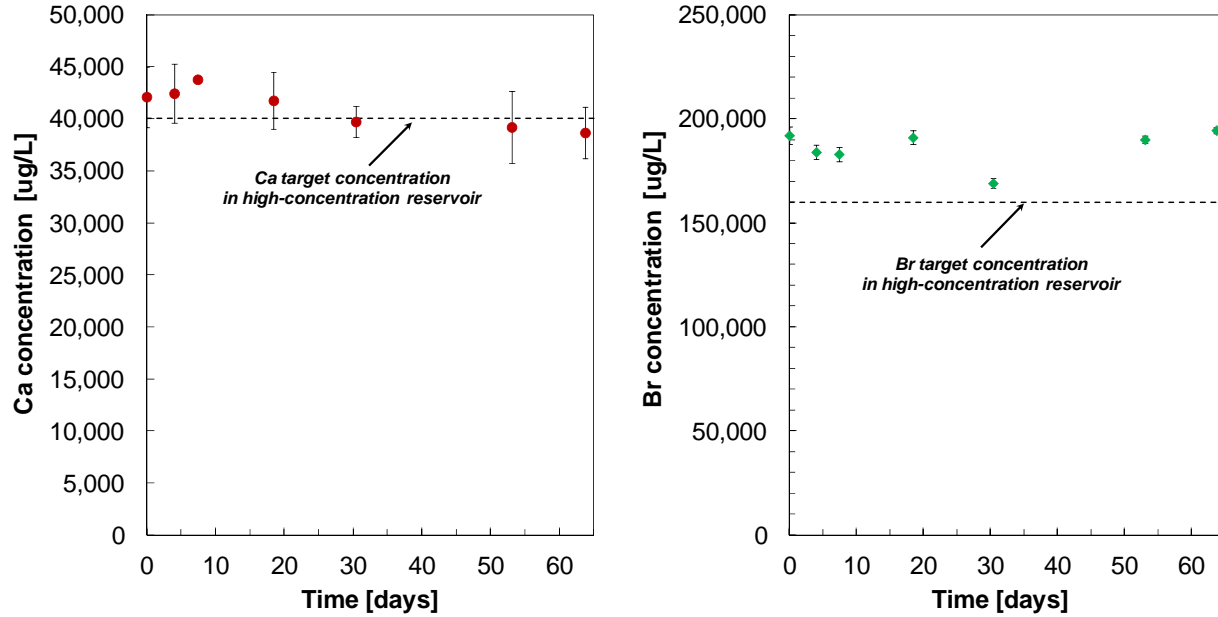 50,000
45,000
40,000
35,000
30,000
25,000
20,000
15,000
10,000
5,000
0
Ca concentration [ug/L]
Ca target concentration
in high-concentration reservoir
0 10 20 30 40 50 60
Time [days]
250,000
200,000
150,000
100,000
50,000
0
Br concentration [ug/L]
Br target concentration
in high-concentration reservoir
0 10 20 30 40 50 60
Time [days]